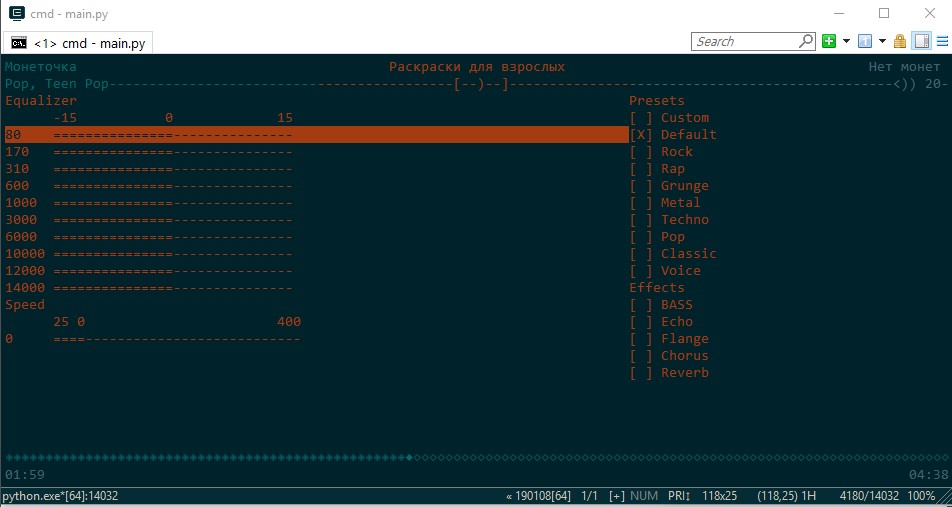 cmd - main.py
<1> cmd - main.py
Search
Монеточка Раскраски для взрослых Нет монет
Pop, Teen Pop--------------------------------------------[--)--]------------------------------------------------<)) 20-
Equalizer Presets
-15 0 15 [ ] Custom
80 ===============--------------- [X] Default
170 ===============--------------- [ ] Rock
310 ===============--------------- [ ] Rap
600 ===============--------------- [ ] Grunge
1000 ===============--------------- [ ] Metal
3000 ===============--------------- [ ] Techno
6000 ===============--------------- [ ] Pop
10000 ===============--------------- [ ] Classic
12000 ===============--------------- [ ] Voice
14000 ===============--------------- Effects
Speed [ ] BASS
25 0 400 [ ] Echo
0 ====--------------------------- [ ] Flange
[ ] Chorus
[ ] Reverb
01:59 04:38
python.exe*[64]:14032 « 190108[64] 1/1 [+] NUM PRI↕ 118x25 (118,25) 1H 4180/14032 100%